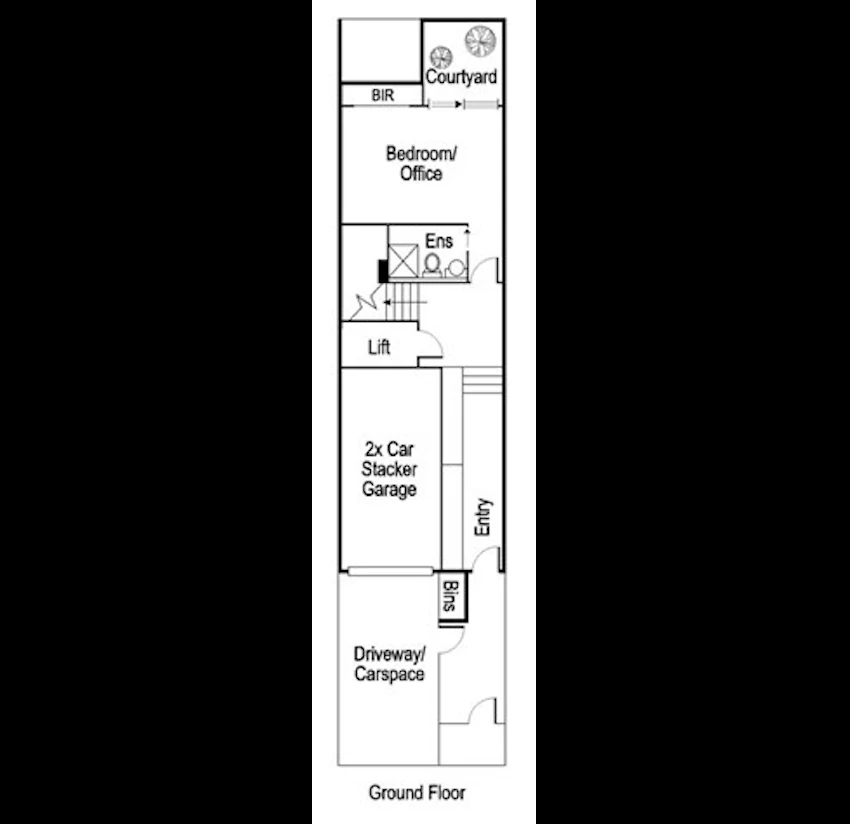 Courtyard
BIR
Bedroom/
Office
Ens
Lift
2x Car
Stacker
Garage
Entry
Bins
Driveway/
Carspace
Ground Floor